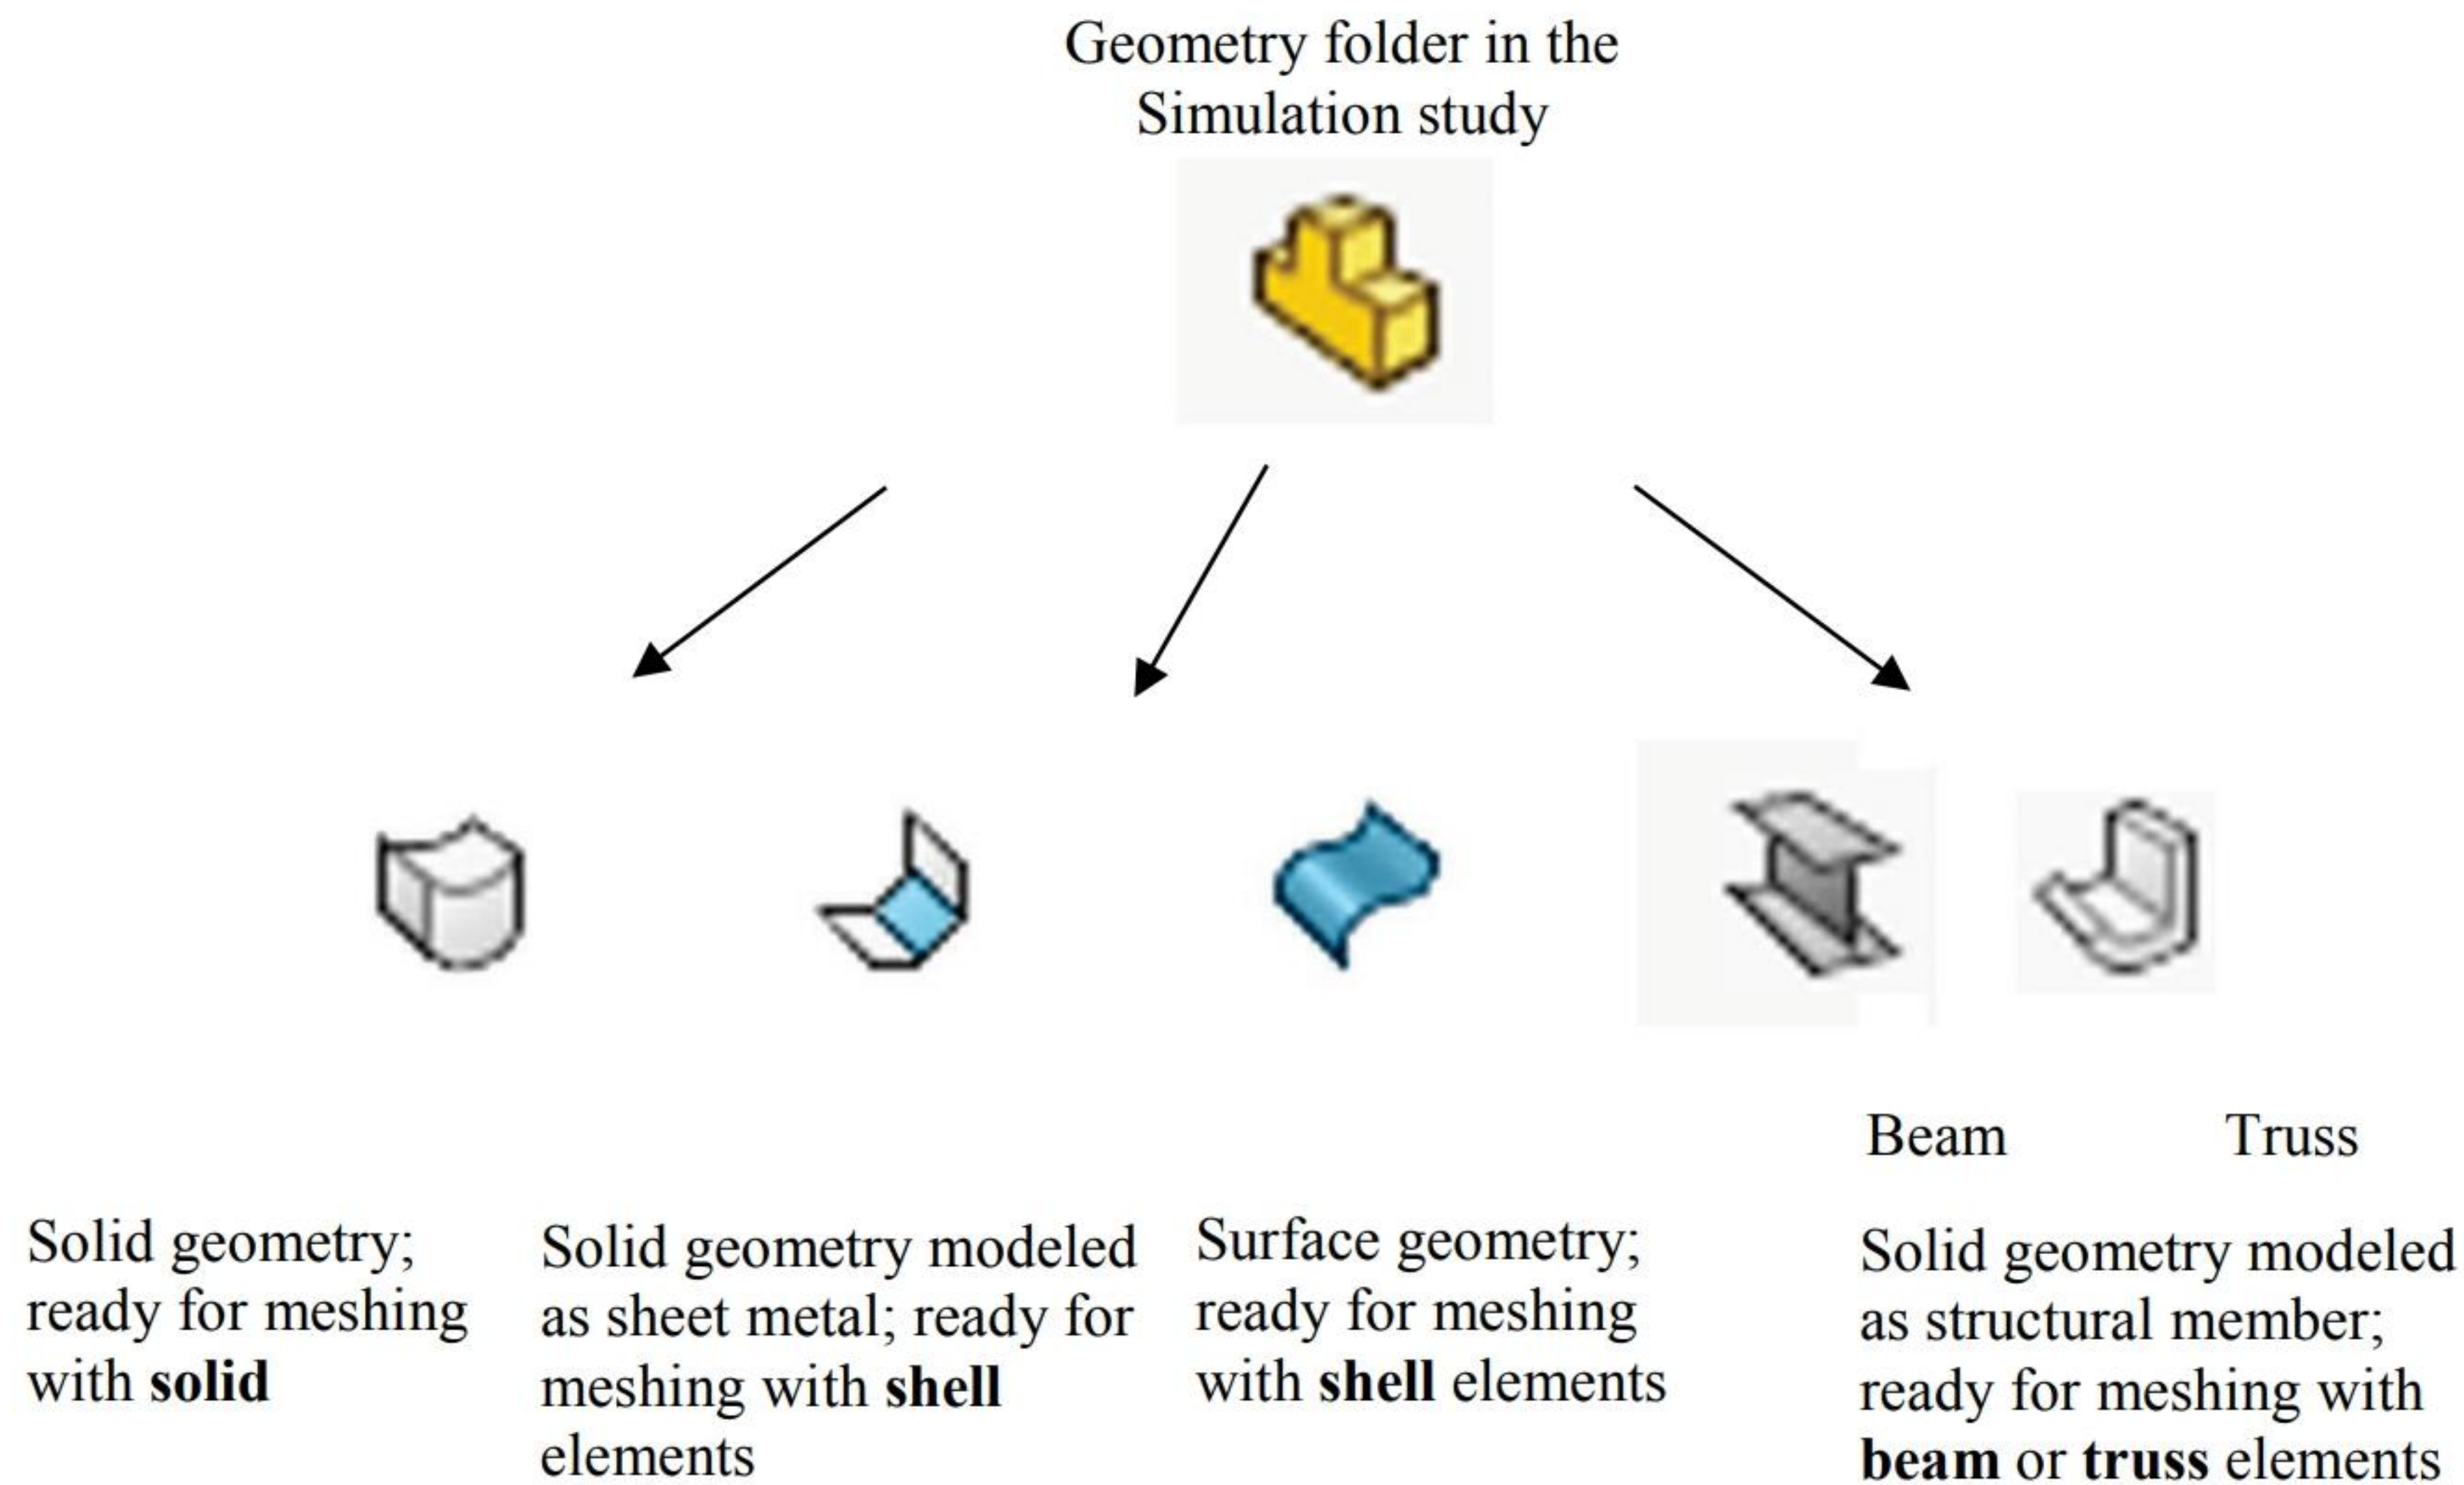 Geometry folder in the
Simulation study
Beam
Truss
Solid geometry;
ready for meshing
with solid
Solid geometry modeled
as sheet metal; ready for
meshing with shell
elements
Surface geometry;
ready for meshing
with shell elements
Solid geometry modeled
as structural member;
ready for meshing with
beam or truss elements